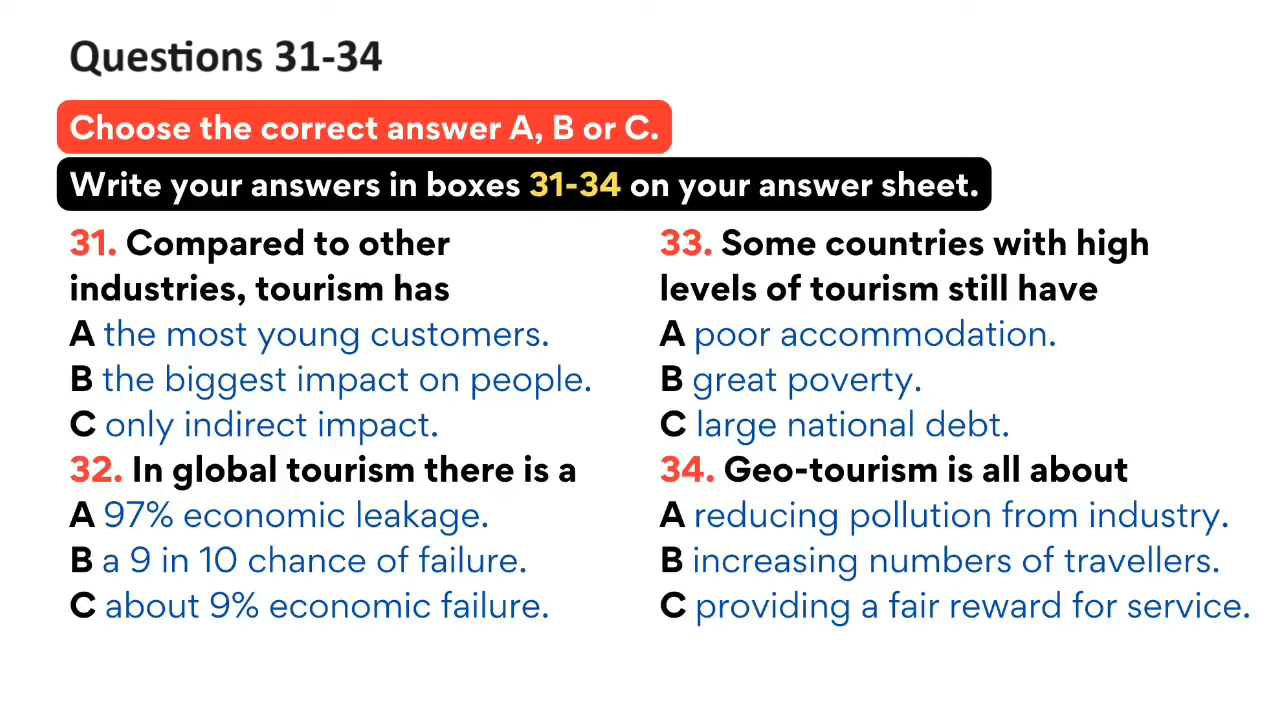 Questions 31-34
Choose the correct answer A, B or C.
Write your answers in boxes 31-34 on your answer sheet.
31. Compared to other
industries, tourism has
A the most young customers.
B the biggest impact on people.
C only indirect impact.
32. In global tourism there is a
A 97% economic leakage.
B a 9 in 10 chance of failure.
C about 9% economic failure.
33. Some countries with high
levels of tourism still have
A poor accommodation.
B great poverty.
C large national debt.
34. Geo-tourism is all about
A reducing pollution from industry.
B increasing numbers of travellers.
C providing a fair reward for service.